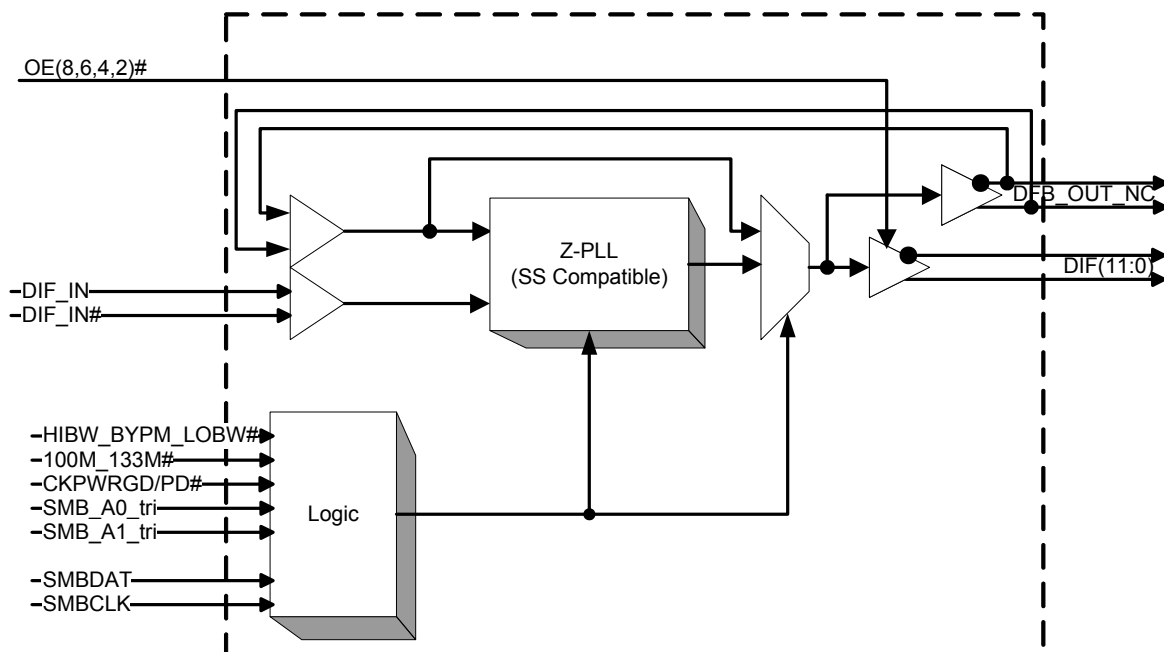 OE(8,6,4,2)#
DFB_OUT_NC
Z-PLL
(SS Compatible)
DIF(11:0)
DIF_IN
DIF_IN#
HIBW_BYPM_LOBW#
100M_133M#
CKPWRGD/PD#
SMB_A0_tri
Logic
SMB_A1_tri
SMBDAT
SMBCLK